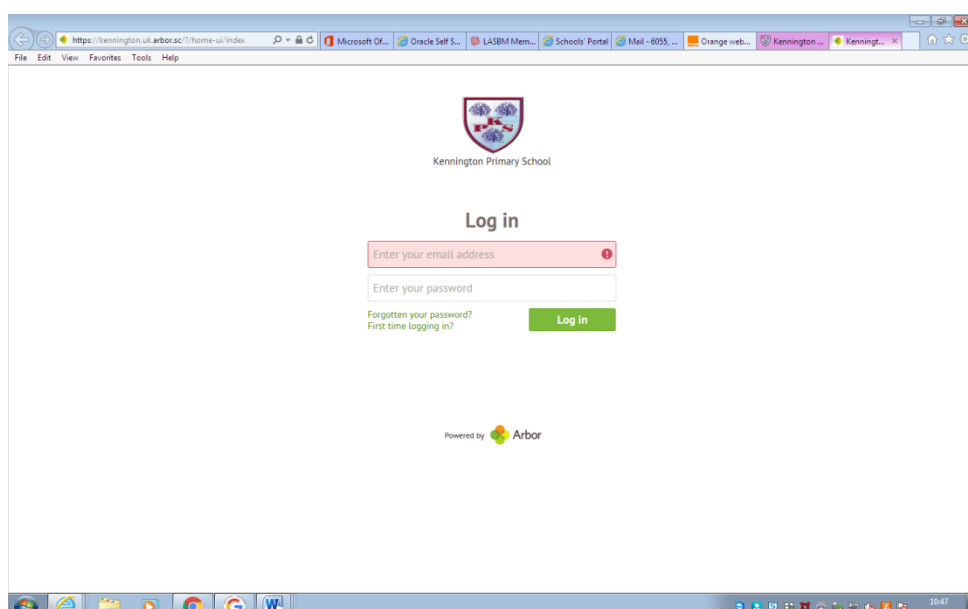 https://kennington.uk.arbor.sc/?/home-ui/index
Microsoft Of...
Oracle Self S...
LASBM Mem...
Schools' Portal
Mail - 6055, ...
Orange web...
Kennington ...
Kenningt...
File Edit View Favorites Tools Help
PKS
Kennington Primary School
Log in
Enter your email address
Enter your password
Forgotten your password?
First time logging in?
Log in
Powered by Arbor
10:47